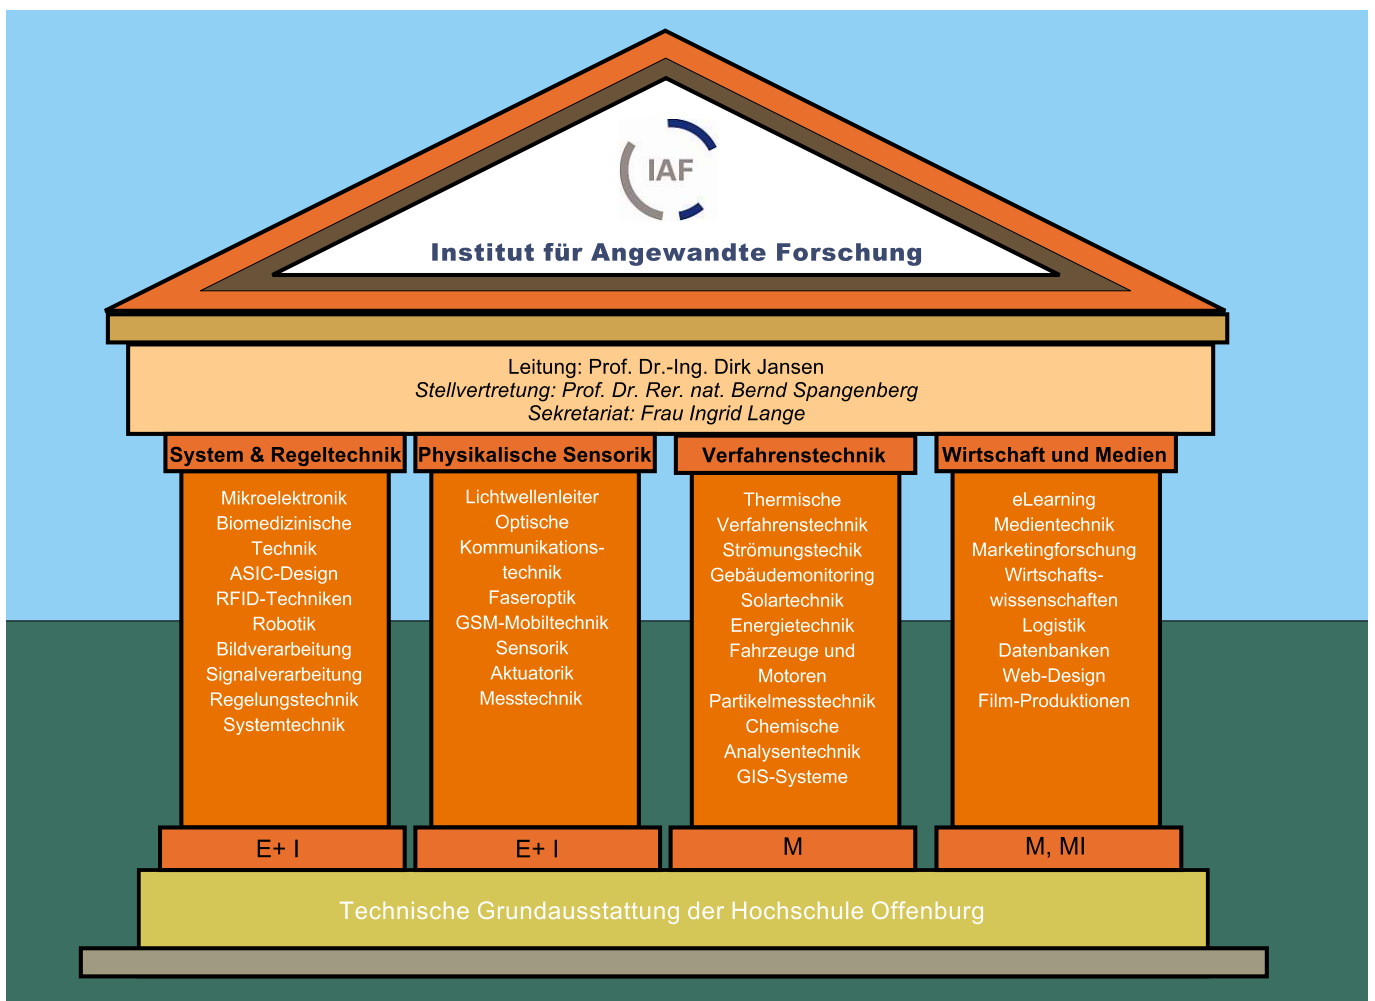 IAF
Institut für Angewandte Forschung
Leitung: Prof. Dr.-Ing. Dirk Jansen
Stellvertretung: Prof. Dr. Rer. nat. Bernd Spangenberg
Sekretariat: Frau Ingrid Lange
System & Regeltechnik
Mikroelektronik
Biomedizinische
Technik
ASIC-Design
RFID-Techniken
Robotik
Bildverarbeitung
Signalverarbeitung
Regelungstechnik
Systemtechnik
E+ I
Physikalische Sensorik
Lichtwellenleiter
Optische
Kommunikations-
technik
Faseroptik
GSM-Mobiltechnik
Sensorik
Aktuatorik
Messtechnik
E+ I
Verfahrenstechnik
Thermische
Verfahrenstechnik
Strömungstechik
Gebäudemonitoring
Solartechnik
Energietechnik
Fahrzeuge und
Motoren
Partikelmesstechnik
Chemische
Analysentechnik
GIS-Systeme
M
Wirtschaft und Medien
eLearning
Medientechnik
Marketingforschung
Wirtschafts-
wissenschaften
Logistik
Datenbanken
Web-Design
Film-Produktionen
M, MI
Technische Grundausstattung der Hochschule Offenburg